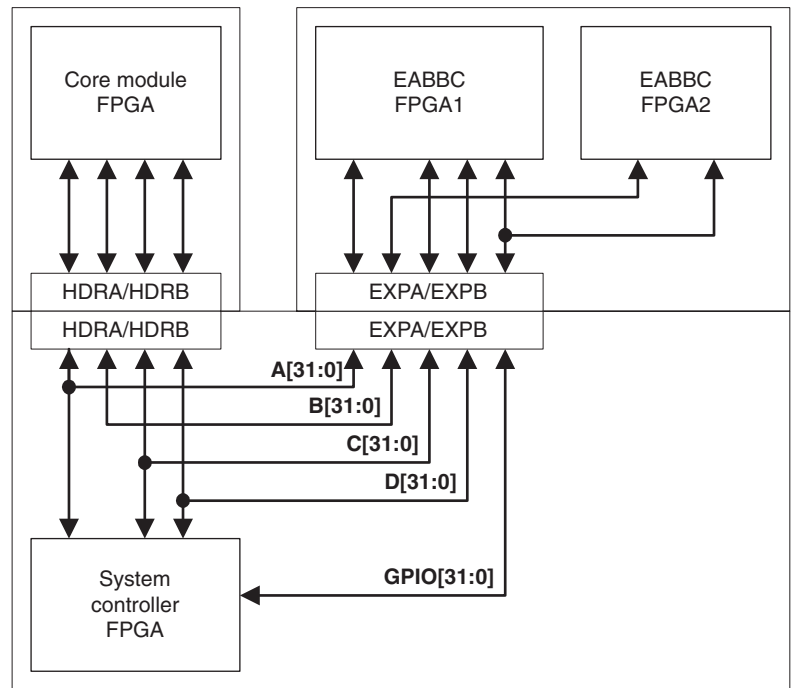 Core module
FPGA
EABBC
FPGA1
EABBC
FPGA2
HDRA/HDRB
EXPA/EXPB
HDRA/HDRB
EXPA/EXPB
A[31:0]
B[31:0]
C[31:0]
D[31:0]
GPIO[31:0]
System
controller
FPGA